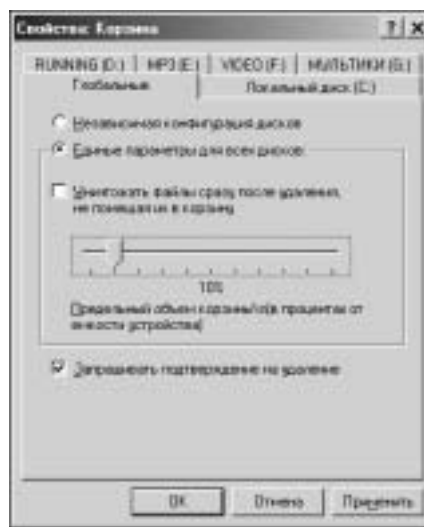 Свойства: Корзина
RUNNING (D:) MP3 (E:) VIDEO (F:) МУЛЬТИКИ (G:)
Глобальные Локальный диск (C:)
Независимая конфигурация дисков
Единые параметры для всех дисков:
Уничтожать файлы сразу после удаления,
не помещая их в корзину
10%
Предельный объем корзины\n(в процентах от
емкости устройства)
Запрашивать подтверждение на удаление
OK Отмена Применить